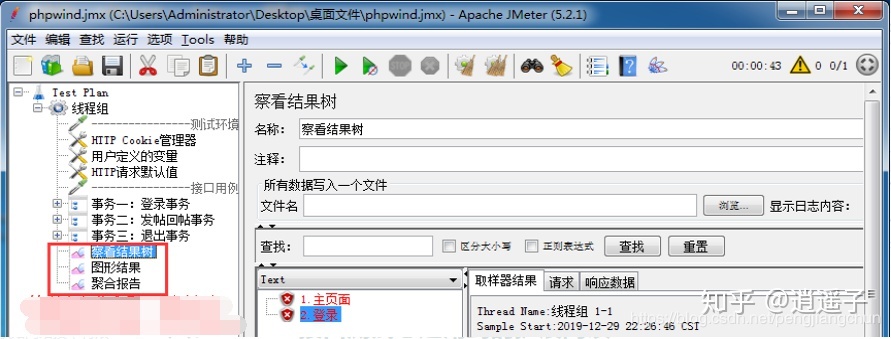 phpwind.jmx (C:\Users\Administrator\Desktop\桌面文件\phpwind.jmx) - Apache JMeter (5.2.1)
文件 编辑 查找 运行 选项 Tools 帮助
00:00:43 0 0/1
Test Plan
线程组
--------------------测试环境
HTTP Cookie管理器
用户定义的变量
HTTP请求默认值
--------------------接口用例
事务一：登录事务
事务二：发帖回帖事务
事务三：退出事务
察看结果树
图形结果
聚合报告
察看结果树
名称： 察看结果树
注释：
所有数据写入一个文件
文件名 浏览... 显示日志内容：
查找： 区分大小写 正则表达式 查找 重置
Text
1.主页面
2.登录
取样器结果 请求 响应数据
Thread Name:线程组 1-1
Sample Start:2019-12-29 22:26:46 CST
知乎 @逍遥子
https://blog.csdn.net/pengjiangchun